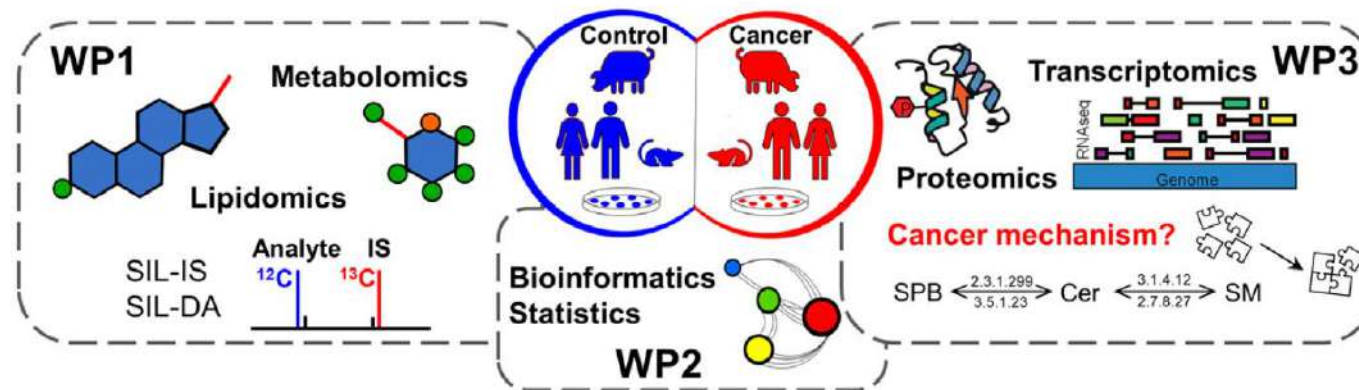 WP1
Metabolomics
Lipidomics
SIL-IS
SIL-DA
Analyte IS
12C 13C
Control Cancer
Bioinformatics
Statistics
WP2
WP3
Transcriptomics
P
RNAseq
Proteomics
Genome
Cancer mechanism?
2.3.1.299 3.1.4.12
SPB Cer SM
3.5.1.23 2.7.8.27